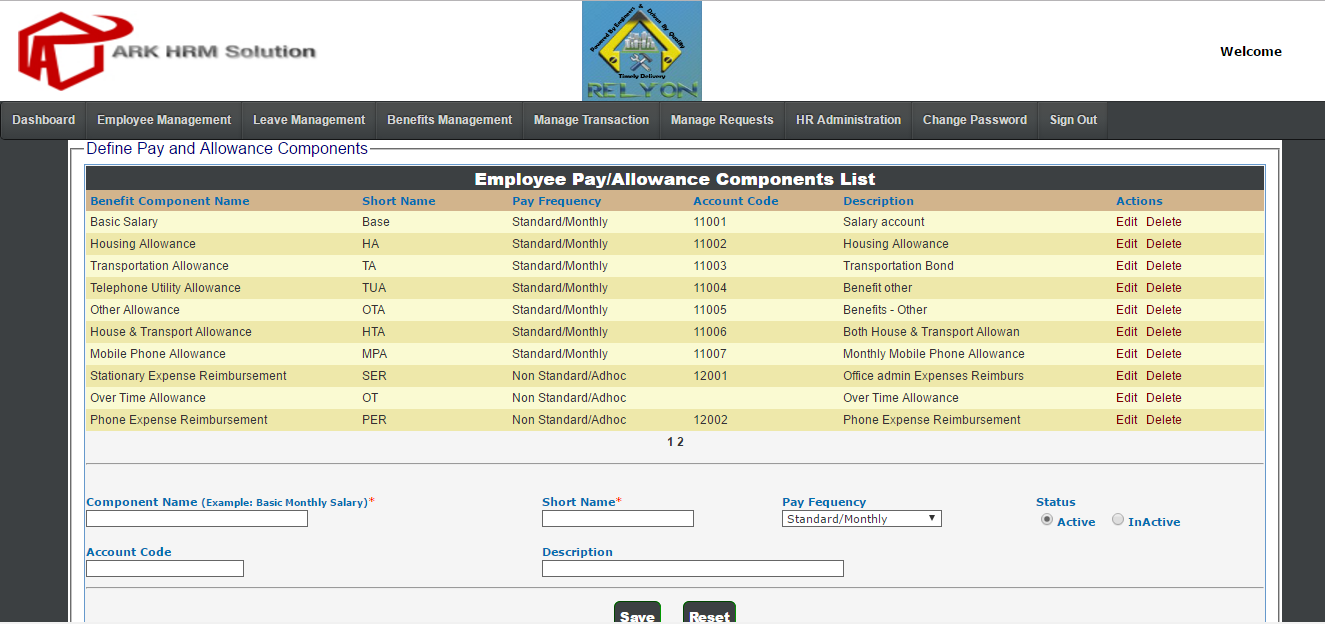 ARK HRM Solution
Powered By Engineers & Driven By Quality
Timely Delivery
RELYON
Welcome
Dashboard Employee Management Leave Management Benefits Management Manage Transaction Manage Requests HR Administration Change Password Sign Out
Define Pay and Allowance Components
Employee Pay/Allowance Components List
Benefit Component Name Short Name Pay Frequency Account Code Description Actions
Basic Salary Base Standard/Monthly 11001 Salary account Edit Delete
Housing Allowance HA Standard/Monthly 11002 Housing Allowance Edit Delete
Transportation Allowance TA Standard/Monthly 11003 Transportation Bond Edit Delete
Telephone Utility Allowance TUA Standard/Monthly 11004 Benefit other Edit Delete
Other Allowance OTA Standard/Monthly 11005 Benefits - Other Edit Delete
House & Transport Allowance HTA Standard/Monthly 11006 Both House & Transport Allowan Edit Delete
Mobile Phone Allowance MPA Standard/Monthly 11007 Monthly Mobile Phone Allowance Edit Delete
Stationary Expense Reimbursement SER Non Standard/Adhoc 12001 Office admin Expenses Reimburs Edit Delete
Over Time Allowance OT Non Standard/Adhoc Over Time Allowance Edit Delete
Phone Expense Reimbursement PER Non Standard/Adhoc 12002 Phone Expense Reimbursement Edit Delete
1 2
Component Name (Example: Basic Monthly Salary)* Short Name* Pay Fequency Status
Standard/Monthly Active InActive
Account Code Description
Save Reset